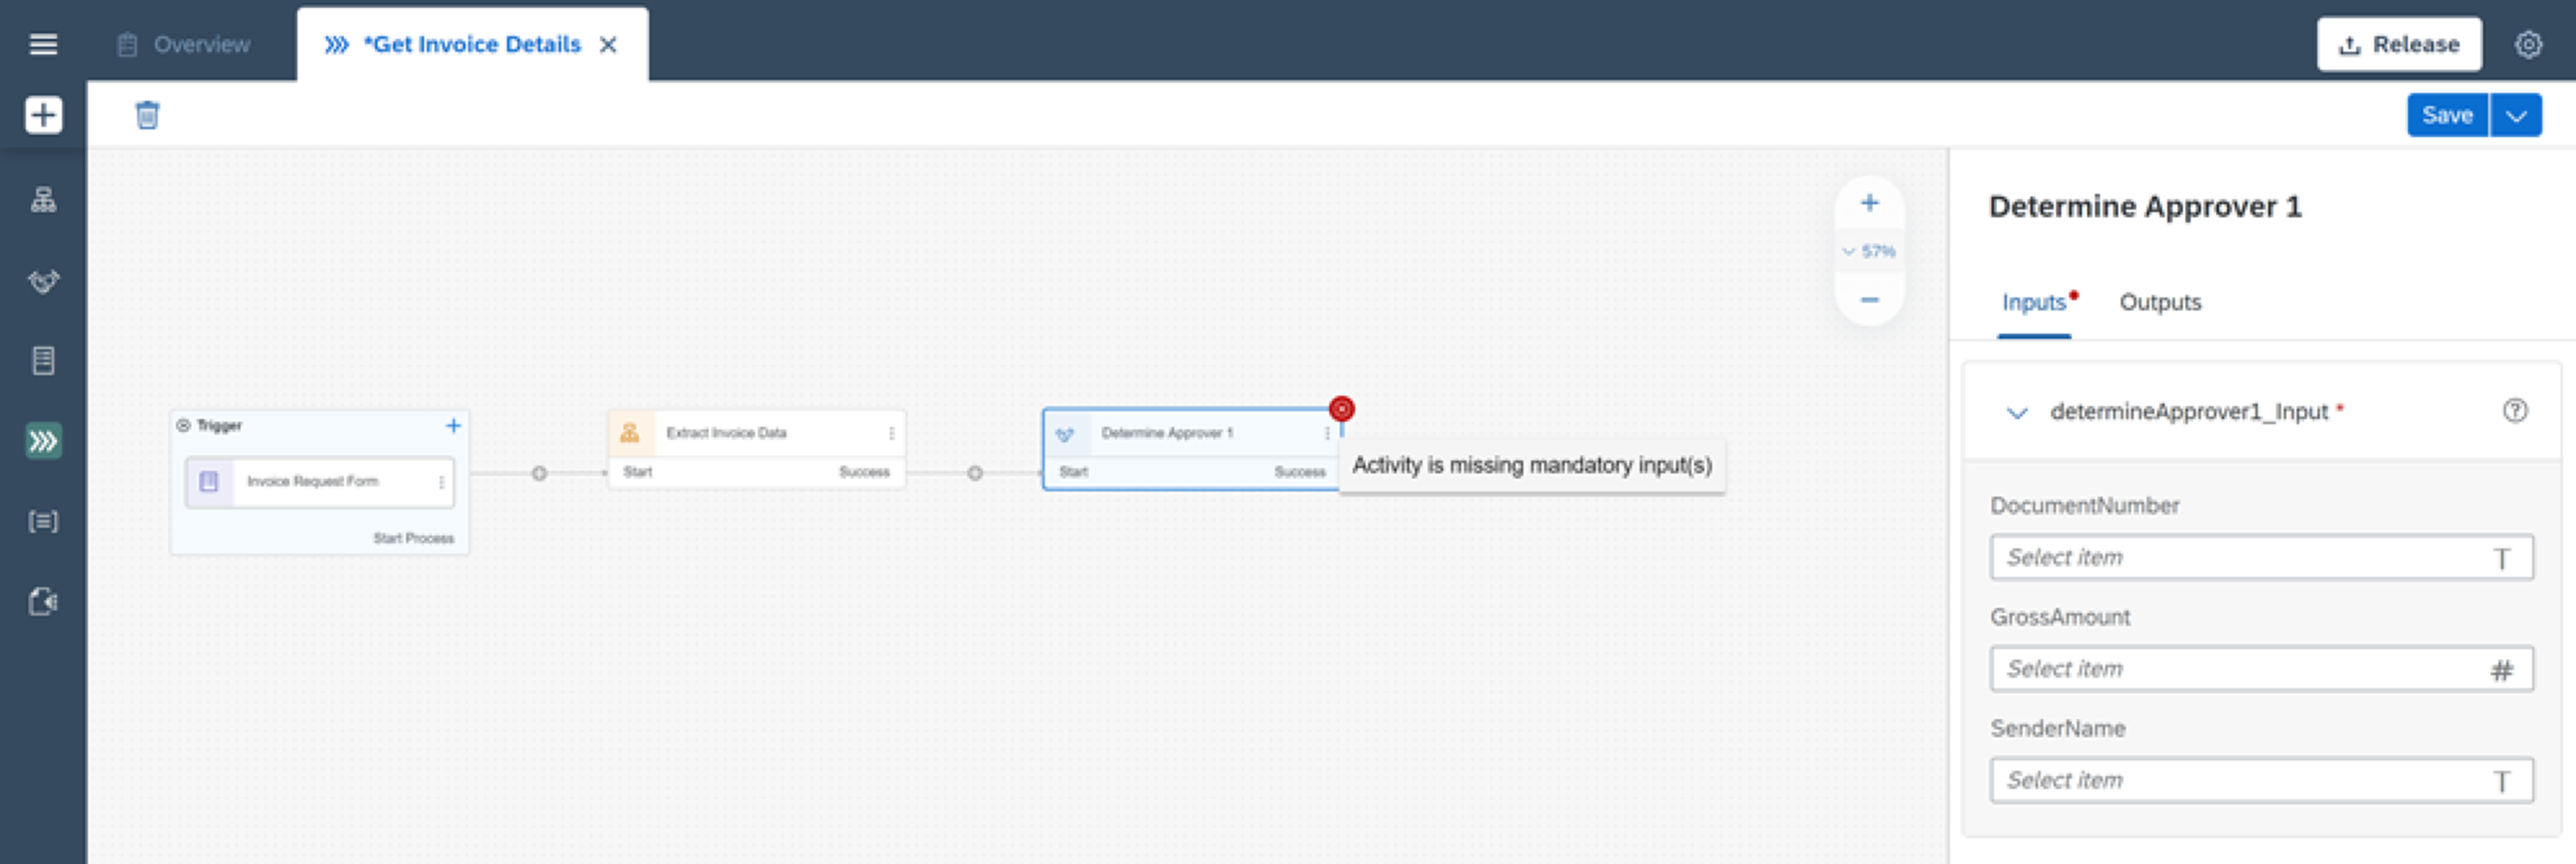 Overview
*Get Invoice Details
Release
Save
57%
Trigger
Invoice Request Form
Start Process
Extract Invoice Data
Start
Success
Determine Approver 1
Start
Success
Activity is missing mandatory input(s)
Determine Approver 1
Inputs
Outputs
determineApprover1_Input *
DocumentNumber
Select item T
GrossAmount
Select item #
SenderName
Select item T